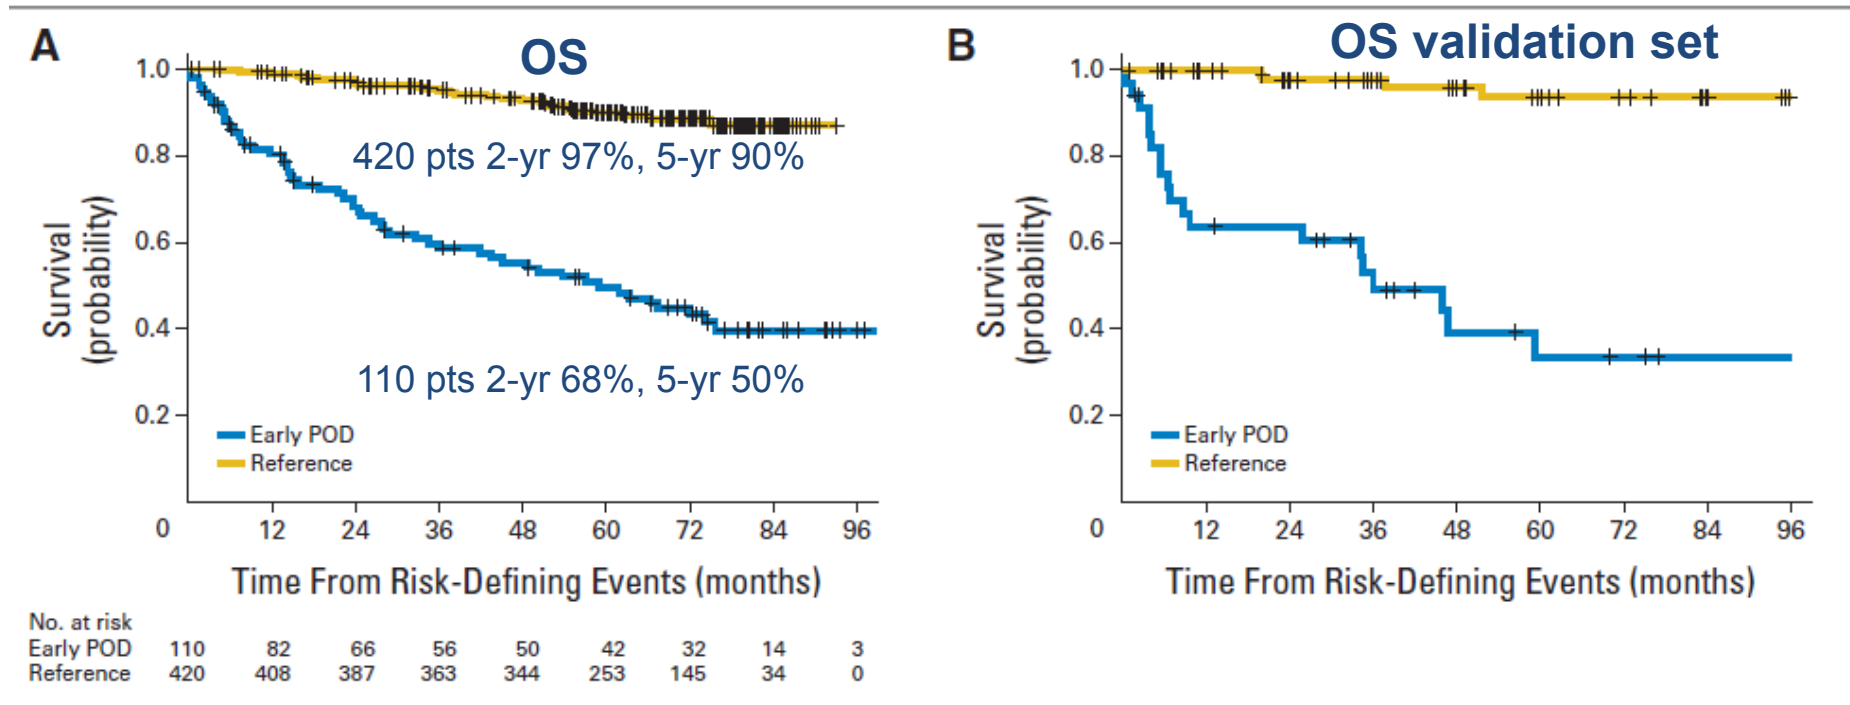 A
OS
1.0
0.8
0.6
0.4
0.2
Survival
(probability)
420 pts 2-yr 97%, 5-yr 90%
110 pts 2-yr 68%, 5-yr 50%
Early POD
Reference
0 12 24 36 48 60 72 84 96
Time From Risk-Defining Events (months)
No. at risk
Early POD 110 82 66 56 50 42 32 14 3
Reference 420 408 387 363 344 253 145 34 0
B
OS validation set
1.0
0.8
0.6
0.4
0.2
Survival
(probability)
Early POD
Reference
0 12 24 36 48 60 72 84 96
Time From Risk-Defining Events (months)